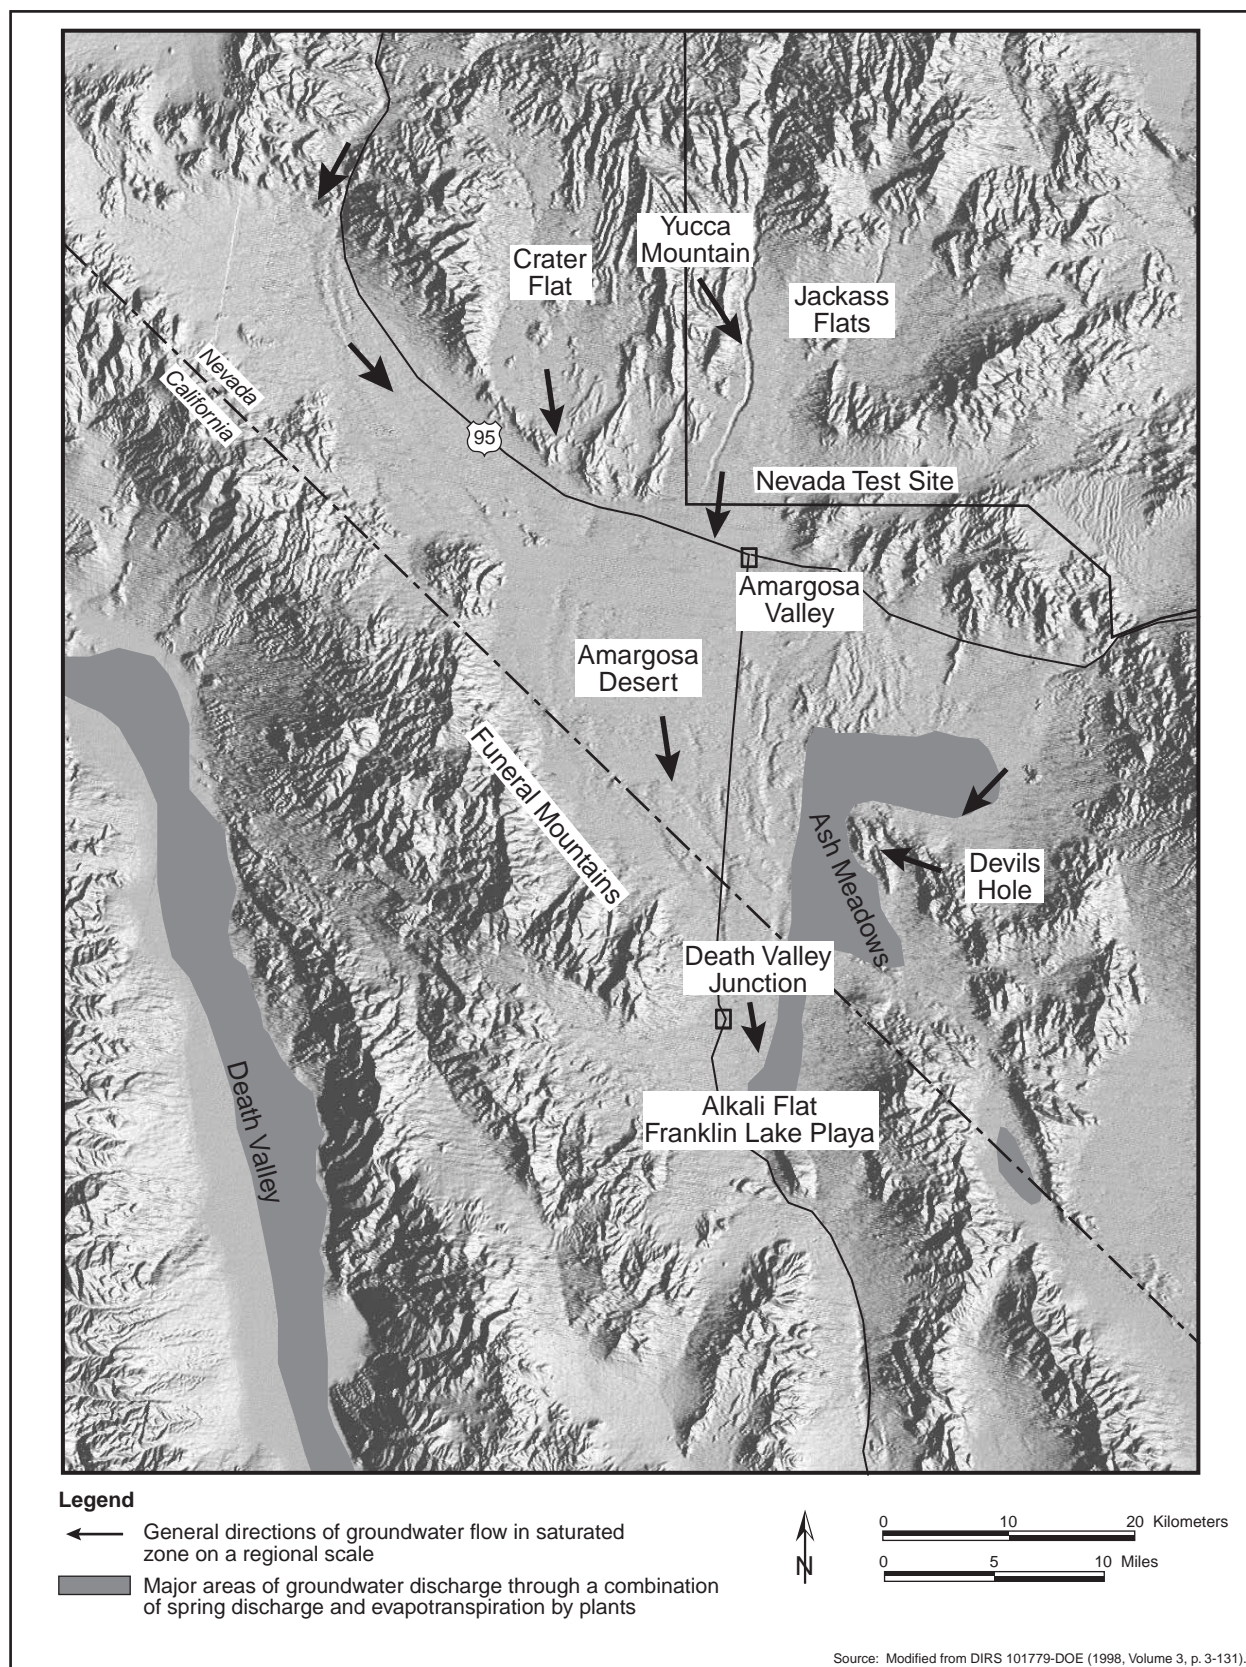 Yucca
Mountain
Crater
Flat
Jackass
Flats
Nevada
California
95
Nevada Test Site
Amargosa
Valley
Amargosa
Desert
Funeral Mountains
Ash Meadows
Devils
Hole
Death Valley
Junction
Death Valley
Alkali Flat
Franklin Lake Playa
Legend
General directions of groundwater flow in saturated
zone on a regional scale
Major areas of groundwater discharge through a combination
of spring discharge and evapotranspiration by plants
N
0 10 20 Kilometers
0 5 10 Miles
Source: Modified from DIRS 101779-DOE (1998, Volume 3, p. 3-131).